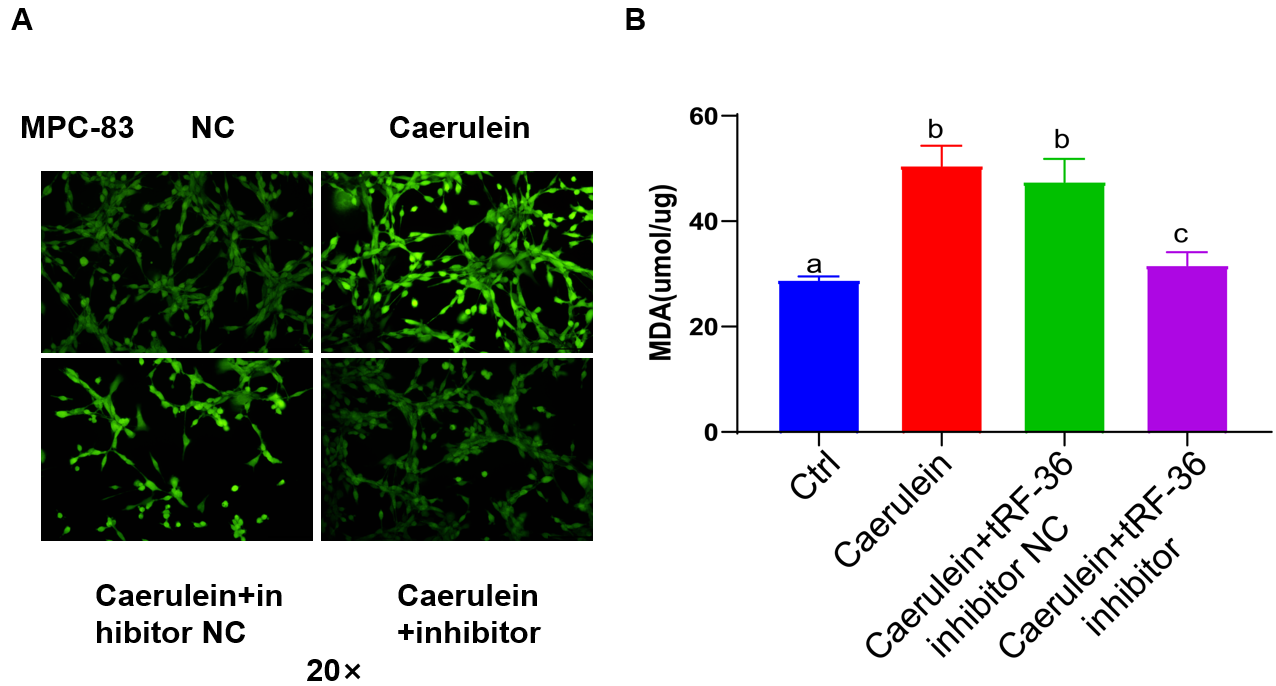 A
MPC-83 NC Caerulein
Caerulein+in
hibitor NC
Caerulein
+inhibitor
20×
B
MDA(umol/ug)
60
40
20
0
a
b
b
c
Ctrl
Caerulein
Caerulein+tRF-36
inhibitor NC
Caerulein+tRF-36
inhibitor